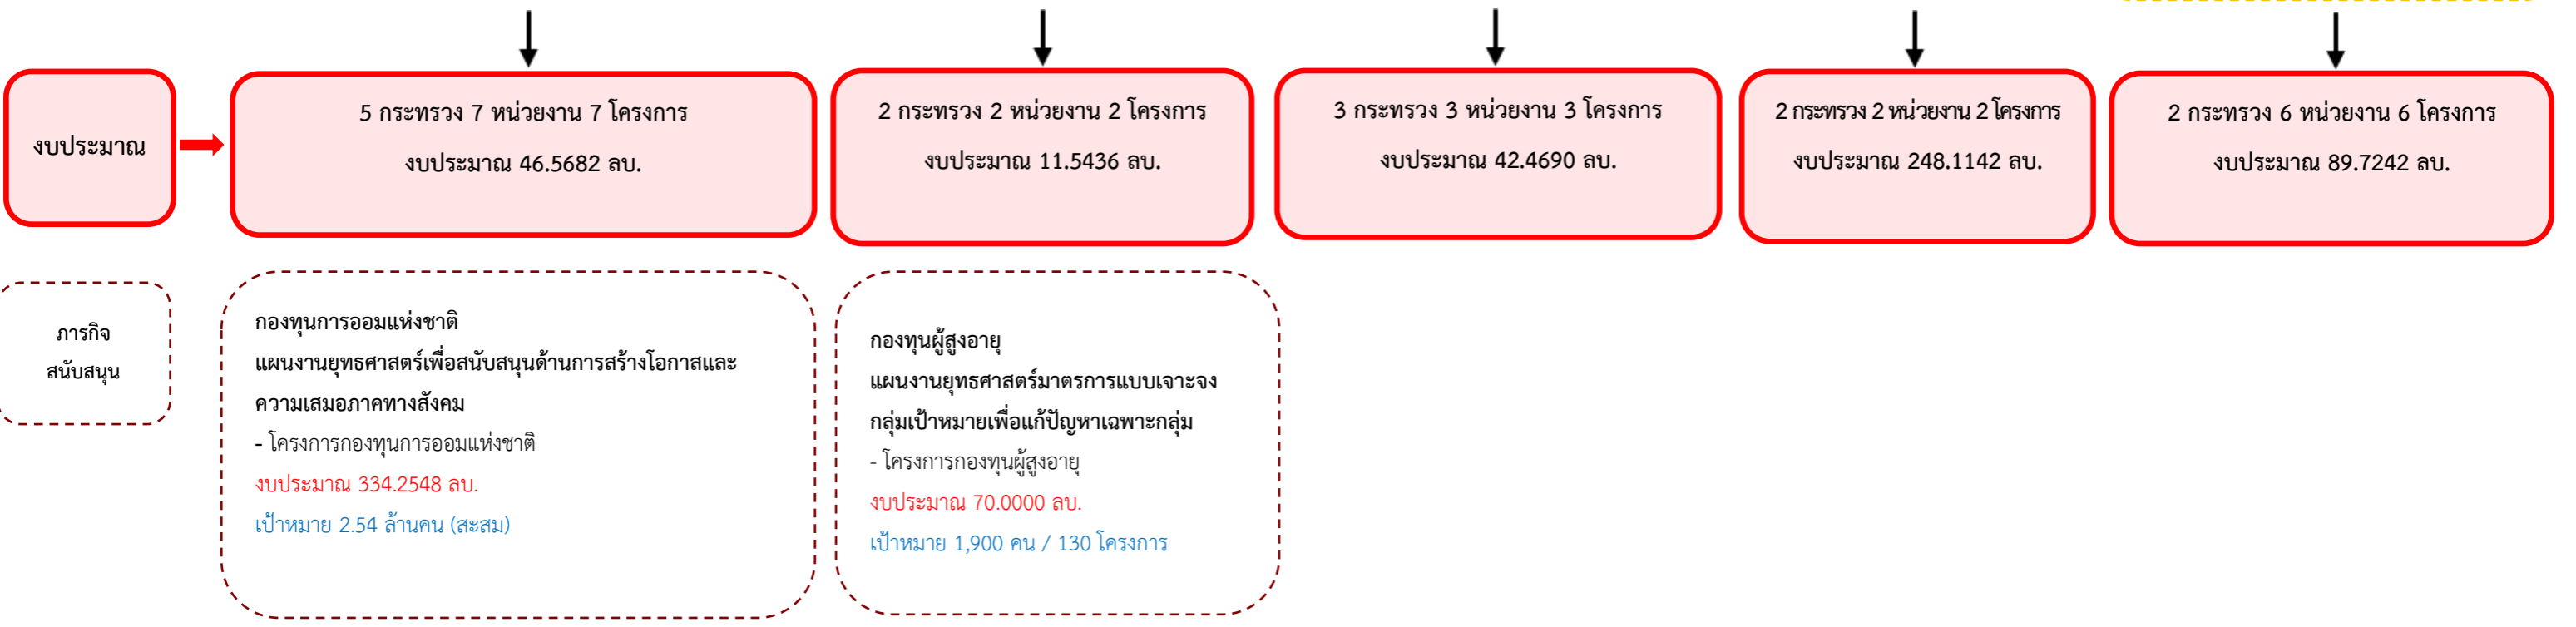 งบประมาณ
5 กระทรวง 7 หน่วยงาน 7 โครงการ
งบประมาณ 46.5682 ลบ.
2 กระทรวง 2 หน่วยงาน 2 โครงการ
งบประมาณ 11.5436 ลบ.
3 กระทรวง 3 หน่วยงาน 3 โครงการ
งบประมาณ 42.4690 ลบ.
2 กระทรวง 2 หน่วยงาน 2 โครงการ
งบประมาณ 248.1142 ลบ.
2 กระทรวง 6 หน่วยงาน 6 โครงการ
งบประมาณ 89.7242 ลบ.
ภารกิจ
สนับสนุน
กองทุนการออมแห่งชาติ
แผนงานยุทธศาสตร์เพื่อสนับสนุนด้านการสร้างโอกาสและ
ความเสมอภาคทางสังคม
- โครงการกองทุนการออมแห่งชาติ
งบประมาณ 334.2548 ลบ.
เป้าหมาย 2.54 ล้านคน (สะสม)
กองทุนผู้สูงอายุ
แผนงานยุทธศาสตร์มาตรการแบบเจาะจง
กลุ่มเป้าหมายเพื่อแก้ปัญหาเฉพาะกลุ่ม
- โครงการกองทุนผู้สูงอายุ
งบประมาณ 70.0000 ลบ.
เป้าหมาย 1,900 คน / 130 โครงการ